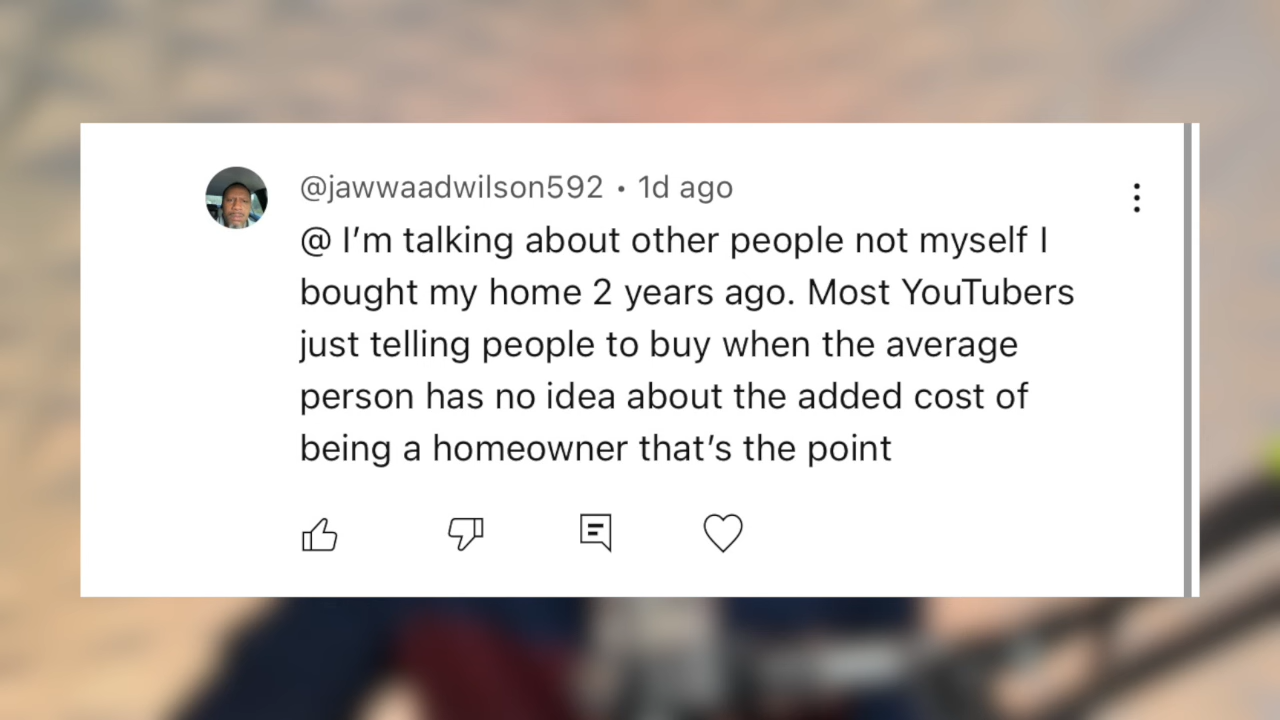 @jawwaadwilson592 • 1d ago
@ I’m talking about other people not myself I
bought my home 2 years ago. Most YouTubers
just telling people to buy when the average
person has no idea about the added cost of
being a homeowner that’s the point